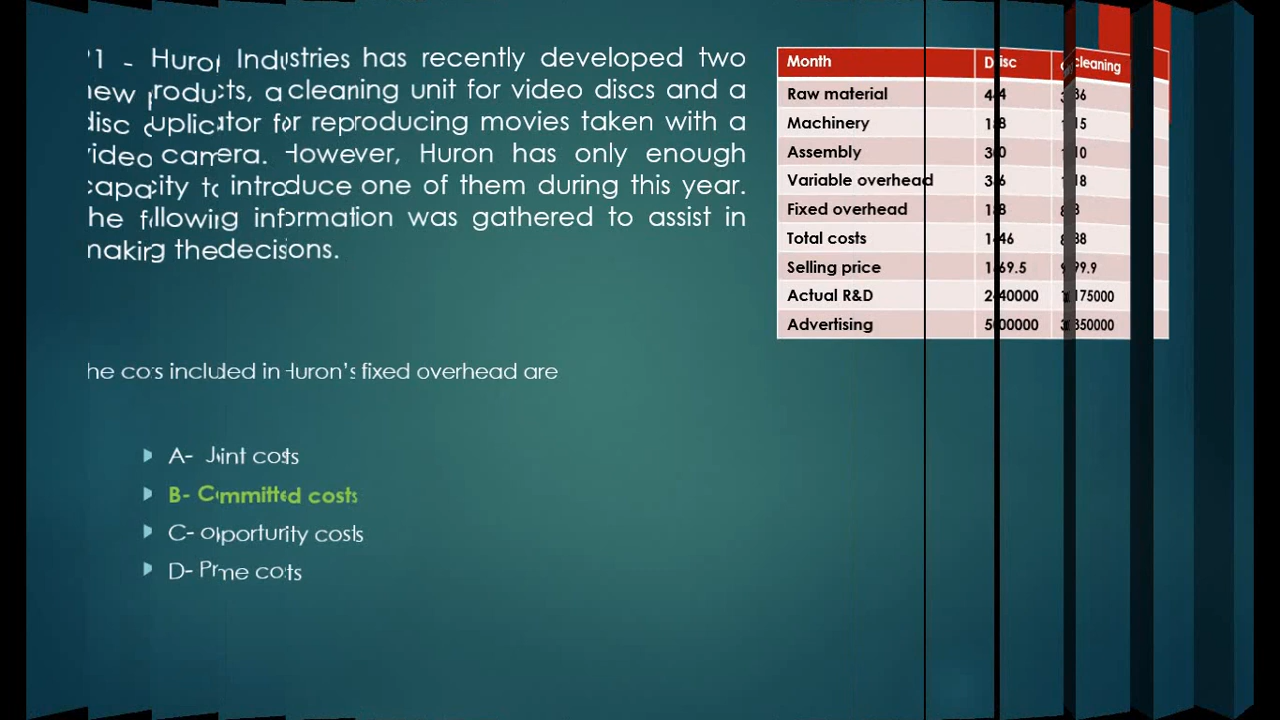 - Huron Industries has recently developed two
new products, a cleaning unit for video discs and a
disc duplicator for reproducing movies taken with a
video camera. However, Huron has only enough
capacity to introduce one of them during this year.
The following information was gathered to assist in
making the decisions.
Month Disc cleaning
Raw material
Machinery
Assembly
Variable overhead
Fixed overhead
Total costs
Selling price
Actual R&D
Advertising
The costs included in Huron's fixed overhead are
A- Joint costs
B- Committed costs
C- opportunity costs
D- Prime costs